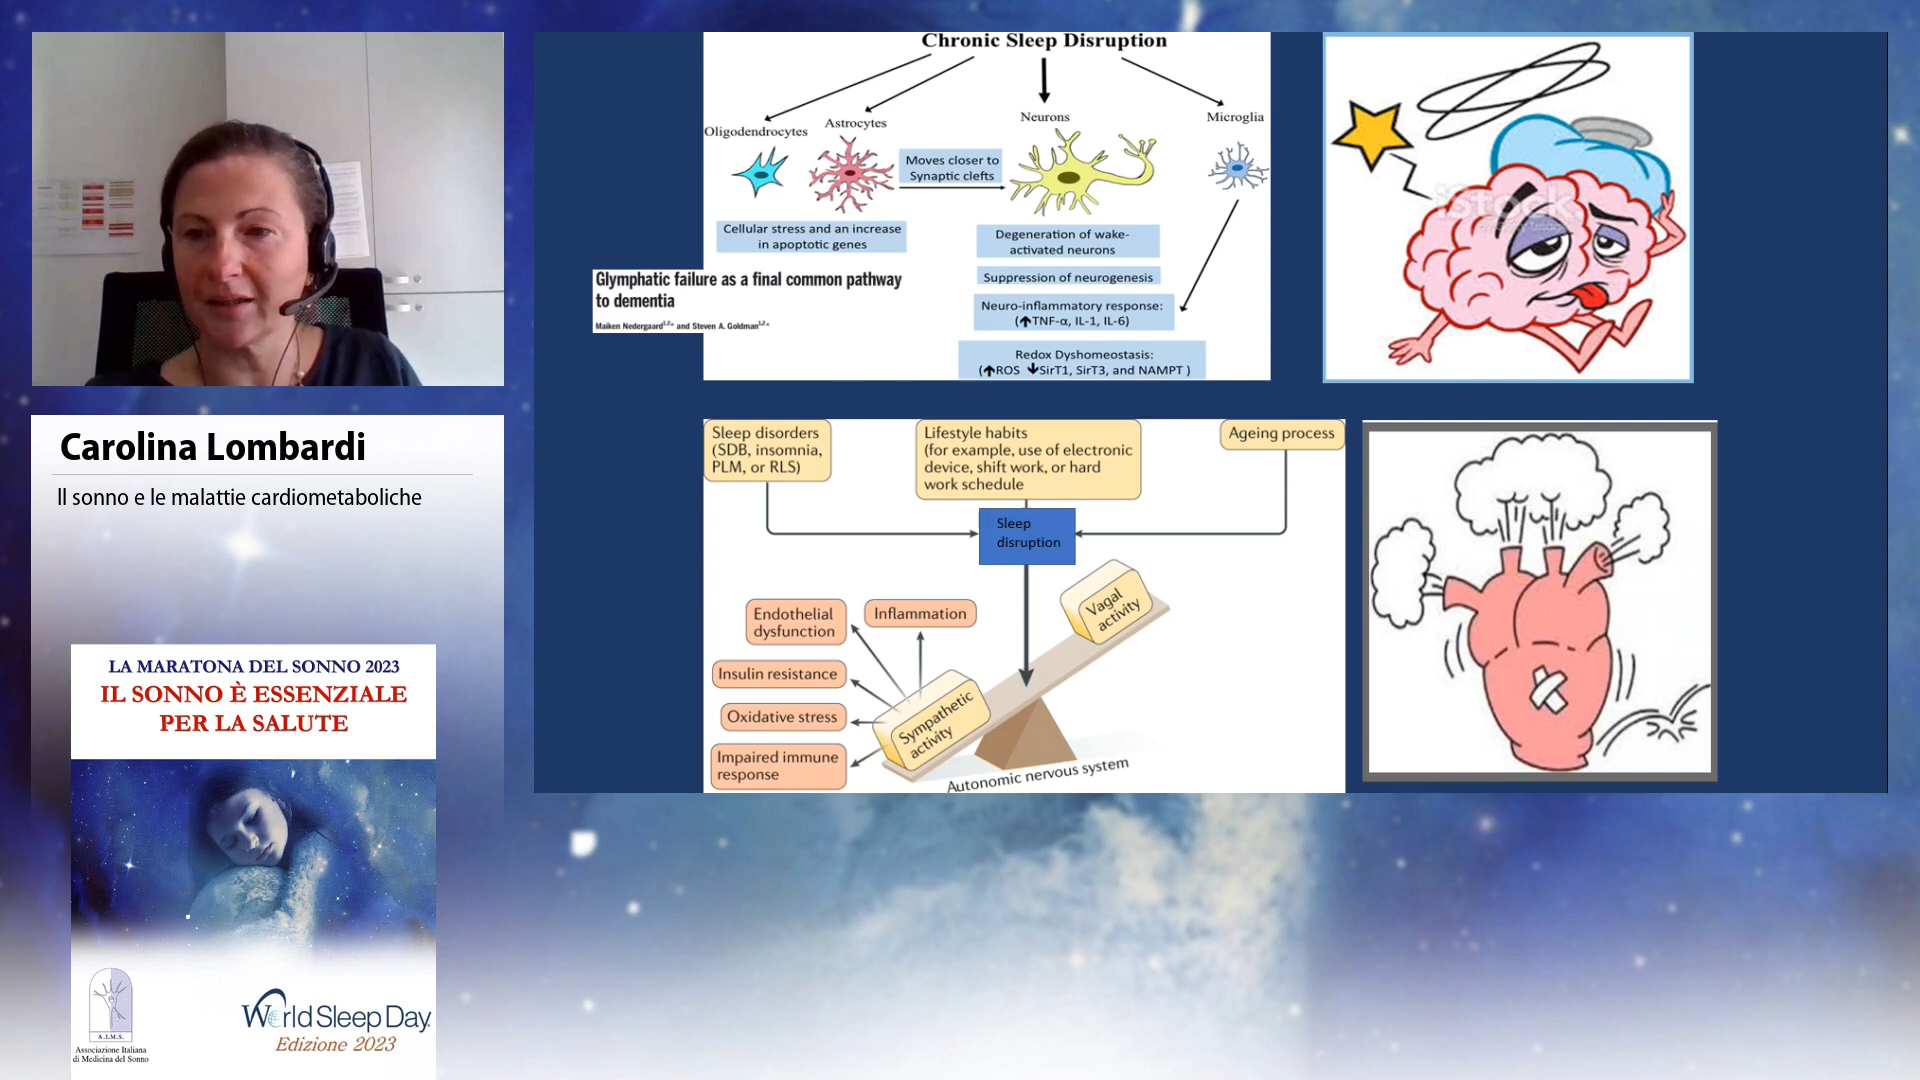 Carolina Lombardi
Il sonno e le malattie cardiometaboliche
LA MARATONA DEL SONNO 2023
IL SONNO È ESSENZIALE
PER LA SALUTE
A.I.M.S.
Associazione Italiana
di Medicina del Sonno
World Sleep Day
Edizione 2023
Chronic Sleep Disruption
Oligodendrocytes
Astrocytes
Neurons
Microglia
Moves closer to
Synaptic clefts
Cellular stress and an increase
in apoptotic genes
Degeneration of wake-
activated neurons
Suppression of neurogenesis
Neuro-inflammatory response:
(↑TNF-α, IL-1, IL-6)
Redox Dyshomeostasis:
(↑ROS ↓SirT1, SirT3, and NAMPT )
Glymphatic failure as a final common pathway
to dementia
Maiken Nedergaard1,2* and Steven A. Goldman1,2*
iStock
Sleep disorders
(SDB, insomnia,
PLM, or RLS)
Lifestyle habits
(for example, use of electronic
device, shift work, or hard
work schedule
Ageing process
Sleep
disruption
Endothelial
dysfunction
Inflammation
Insulin resistance
Oxidative stress
Impaired immune
response
Sympathetic
activity
Vagal
activity
Autonomic nervous system